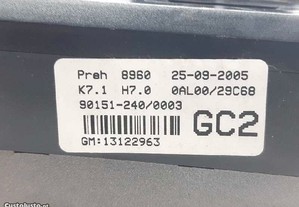 Preh 8960 25-09-2005
K7.1 H7.0 0AL00/29C68
90151-240/0003
GC2
GM:13122963